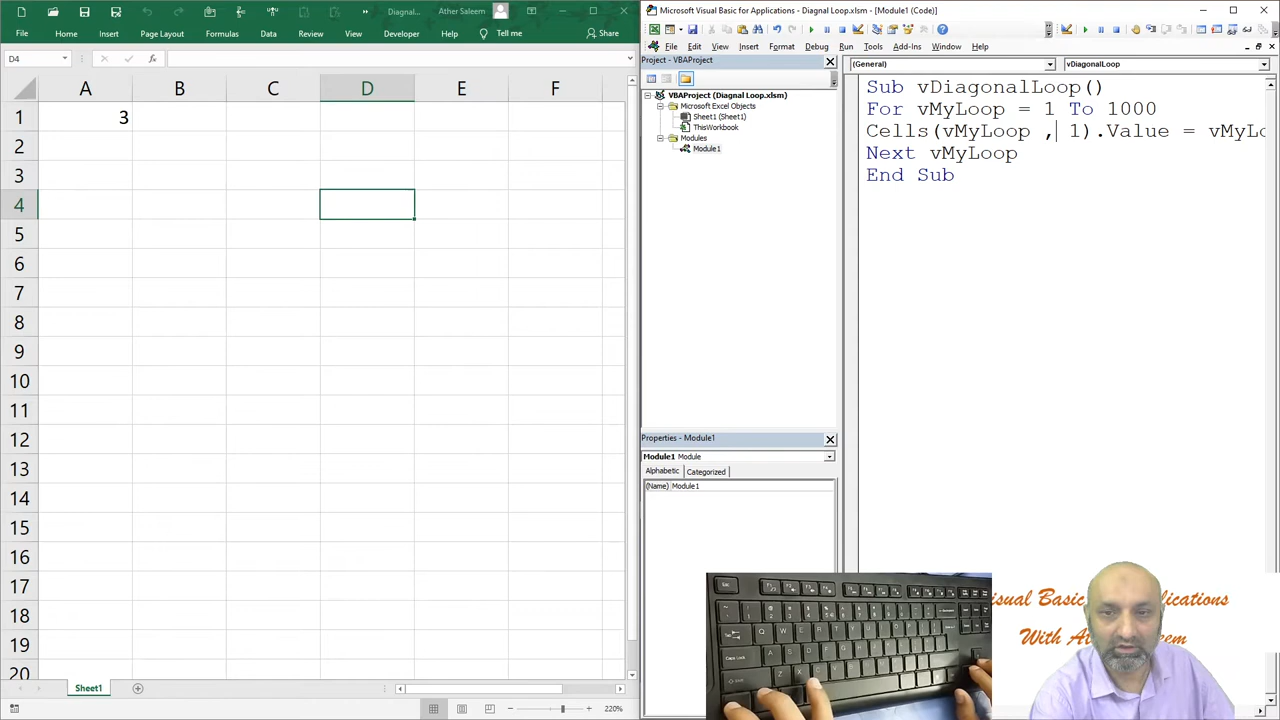 Diagnal...
Ather Saleem
File
Home
Insert
Page Layout
Formulas
Data
Review
View
Developer
Tell me
Share
D4
fx
A B C D E F
1 3
2
3
4
5
6
7
8
9
10
11
12
13
14
15
16
17
18
19
20
Sheet1
220%
Microsoft Visual Basic for Applications - Diagnal Loop.xlsm - [Module1 (Code)]
File Edit View Insert Format Debug Run Tools Add-Ins Window Help
Project - VBAProject
VBAProject (Diagnal Loop.xlsm)
Microsoft Excel Objects
Sheet1 (Sheet1)
ThisWorkbook
Modules
Module1
Properties - Module1
Module1 Module
Alphabetic Categorized
(Name) Module1
(General) vDiagonalLoop
Sub vDiagonalLoop()
For vMyLoop = 1 To 1000
Cells(vMyLoop , 1).Value = vMyLo
Next vMyLoop
End Sub
isual Basic lications
With At eem